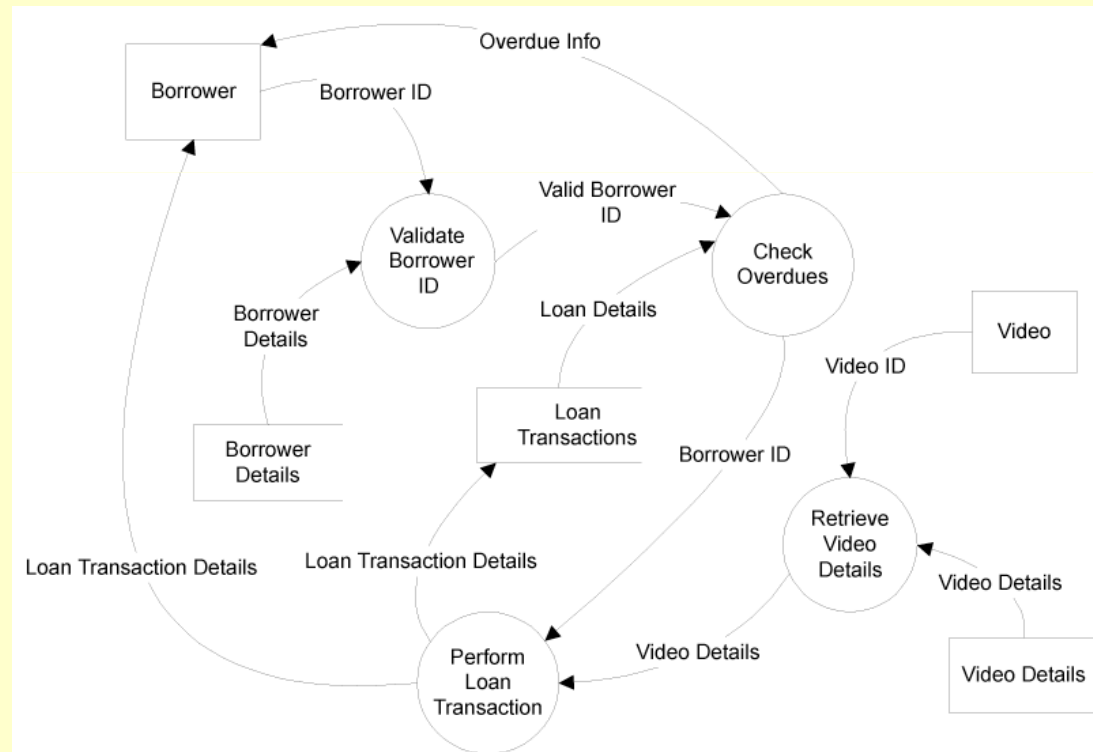 Overdue Info
Borrower
Borrower ID
Valid Borrower
ID
Validate
Borrower
ID
Check
Overdues
Borrower
Details
Loan Details
Video
Video ID
Loan
Transactions
Borrower
Details
Borrower ID
Retrieve
Video
Details
Loan Transaction Details
Loan Transaction Details
Video Details
Video Details
Perform
Loan
Transaction
Video Details